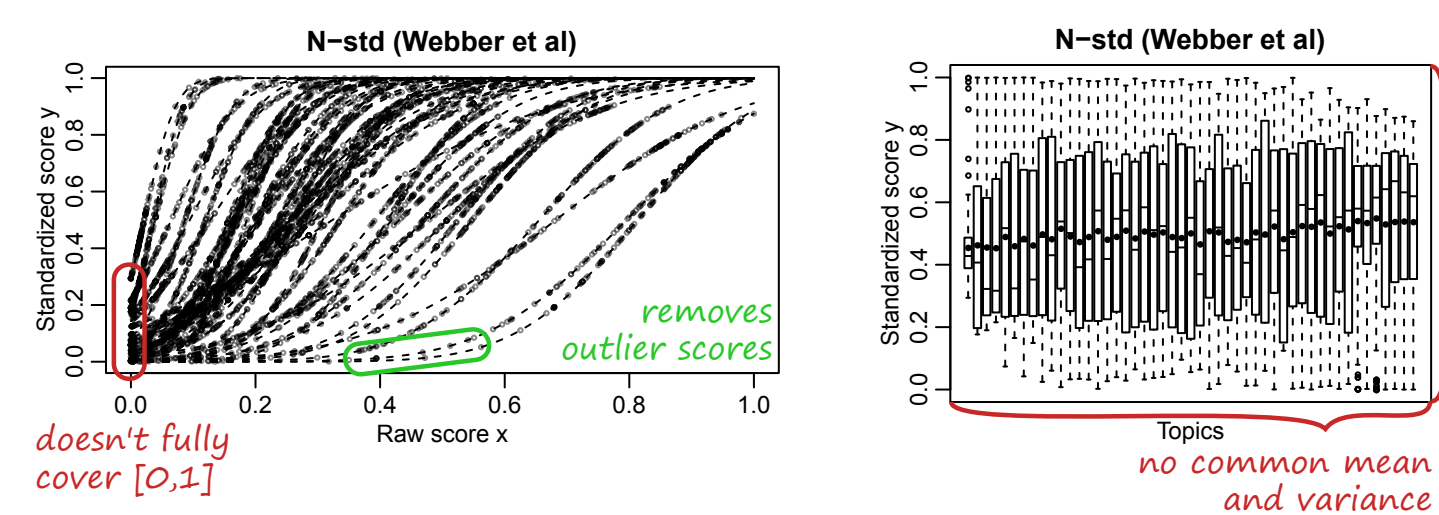 N−std (Webber et al)
Standardized score y
1.0
0.8
0.6
0.4
0.2
0.0
0.0 0.2 0.4 0.6 0.8 1.0
Raw score x
removes
outlier scores
doesn't fully
cover [0,1]
N−std (Webber et al)
Standardized score y
1.0
0.8
0.6
0.4
0.2
0.0
Topics
no common mean
and variance